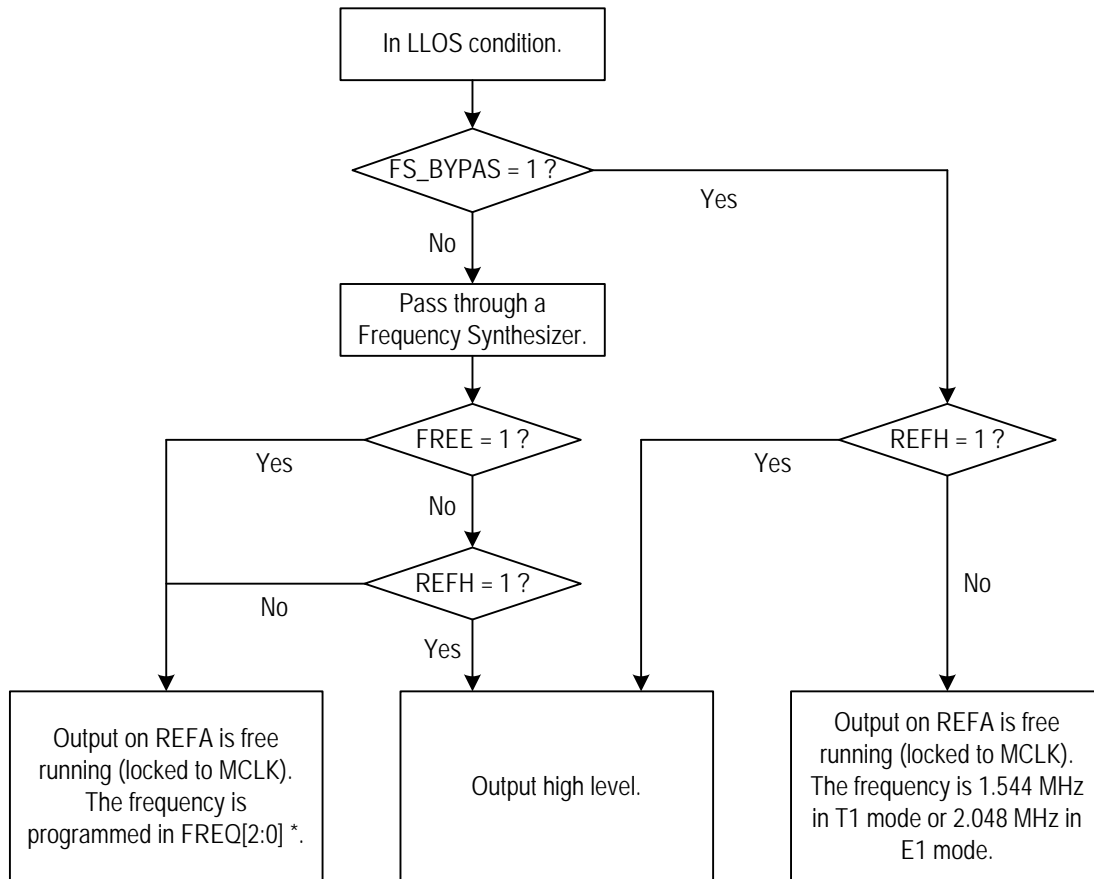 In LLOS condition.
FS_BYPAS = 1 ?
Yes
No
Pass through a
Frequency Synthesizer.
FREE = 1 ?
Yes
No
REFH = 1 ?
Yes
REFH = 1 ?
No
Yes
No
Output on REFA is free
running (locked to MCLK).
The frequency is
programmed in FREQ[2:0] *.
Output high level.
Output on REFA is free
running (locked to MCLK).
The frequency is 1.544 MHz
in T1 mode or 2.048 MHz in
E1 mode.